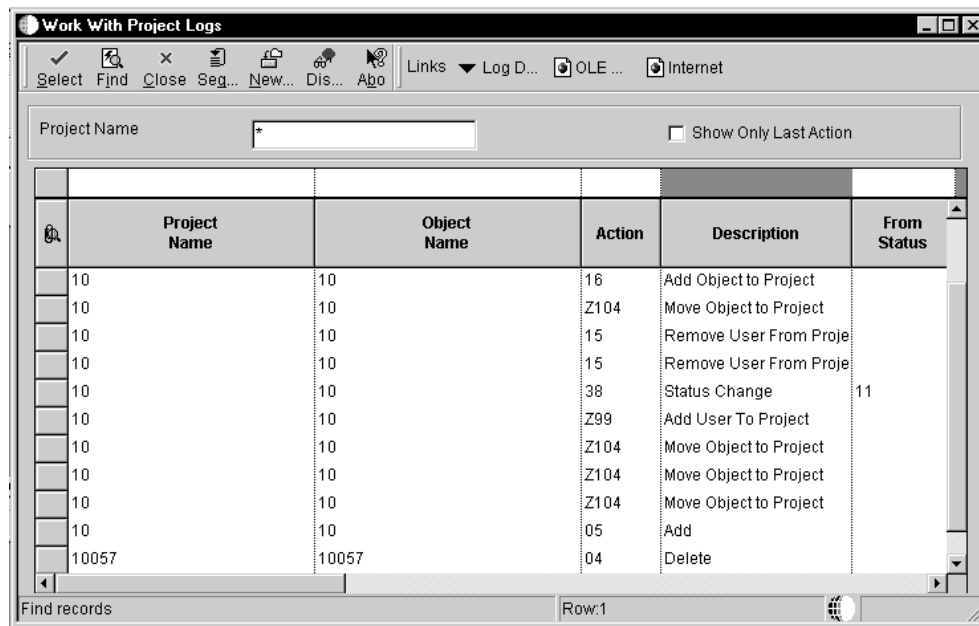 Work With Project Logs
Select Find Close Seq... New... Dis... Abo Links Log D... OLE ... Internet
Project Name * Show Only Last Action
Project Name Object Name Action Description From Status
10 10 16 Add Object to Project
10 10 Z104 Move Object to Project
10 10 15 Remove User From Proje
10 10 15 Remove User From Proje
10 10 38 Status Change 11
10 10 Z99 Add User To Project
10 10 Z104 Move Object to Project
10 10 Z104 Move Object to Project
10 10 Z104 Move Object to Project
10 10 05 Add
10057 10057 04 Delete
Find records Row:1